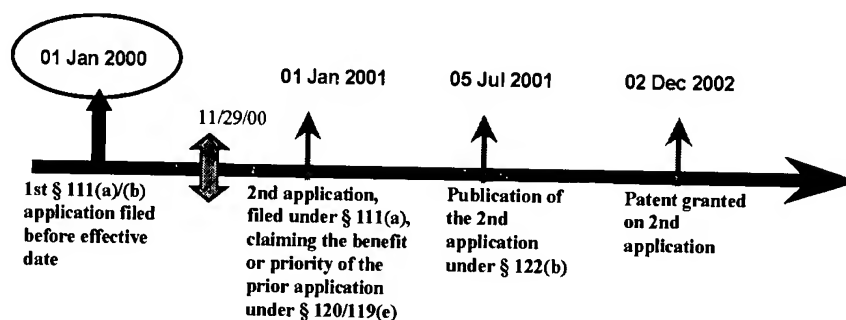 01 Jan 2000
01 Jan 2001
05 Jul 2001
02 Dec 2002
11/29/00
1st § 111(a)/(b)
application filed
before effective
date
2nd application,
filed under § 111(a),
claiming the benefit
or priority of the
prior application
under § 120/119(e)
Publication of
the 2nd
application
under § 122(b)
Patent granted
on 2nd
application